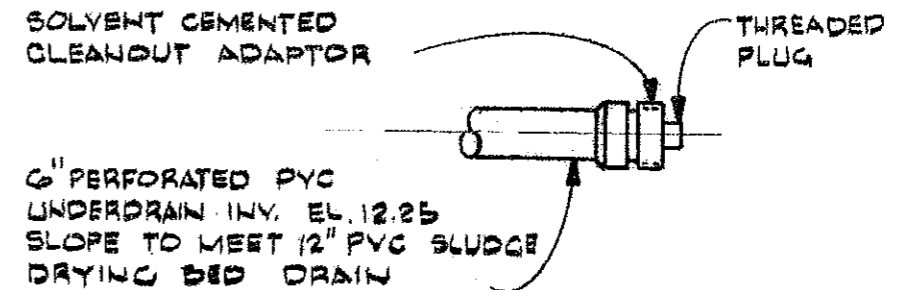 SOLVENT CEMENTED
CLEANOUT ADAPTOR
THREADED
PLUG
6" PERFORATED PVC
UNDERDRAIN INV. EL. 12.25
SLOPE TO MEET 12" PVC SLUDGE
DRYING BED DRAIN